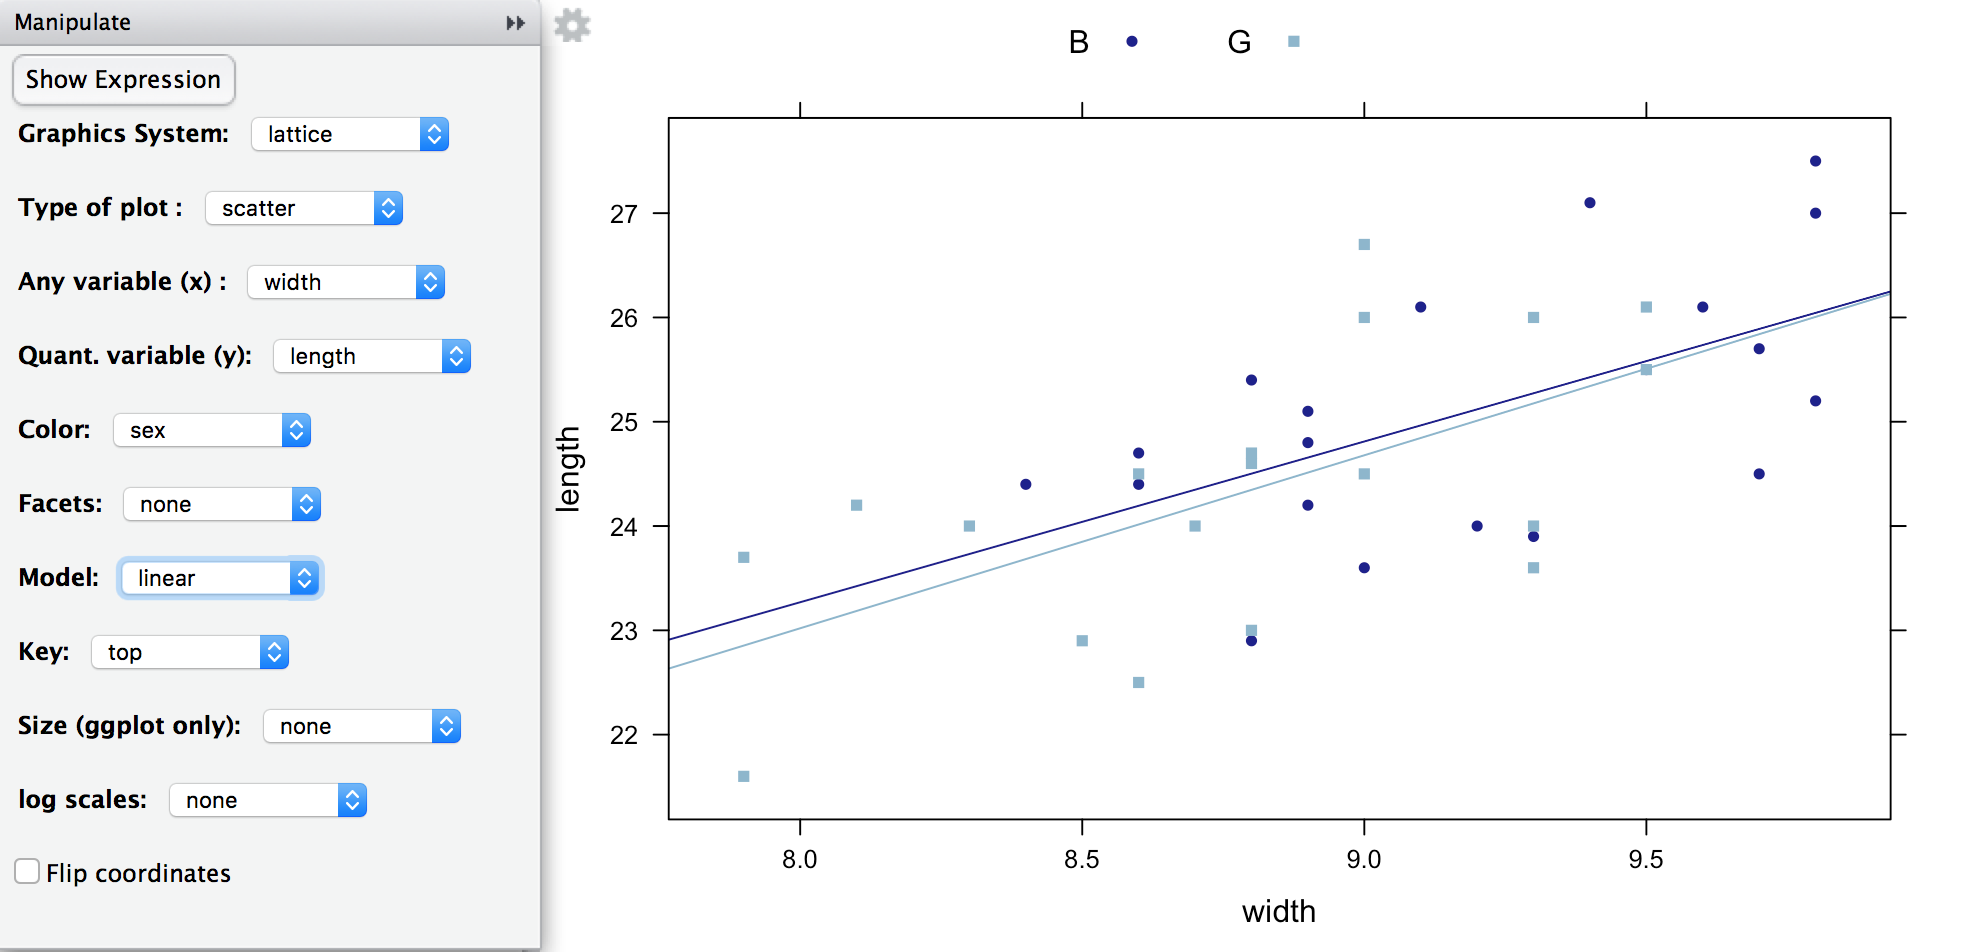 Manipulate
Show Expression
Graphics System: lattice
Type of plot : scatter
Any variable (x) : width
Quant. variable (y): length
Color: sex
Facets: none
Model: linear
Key: top
Size (ggplot only): none
log scales: none
Flip coordinates
B G
27
26
25
24
23
22
length
8.0 8.5 9.0 9.5
width